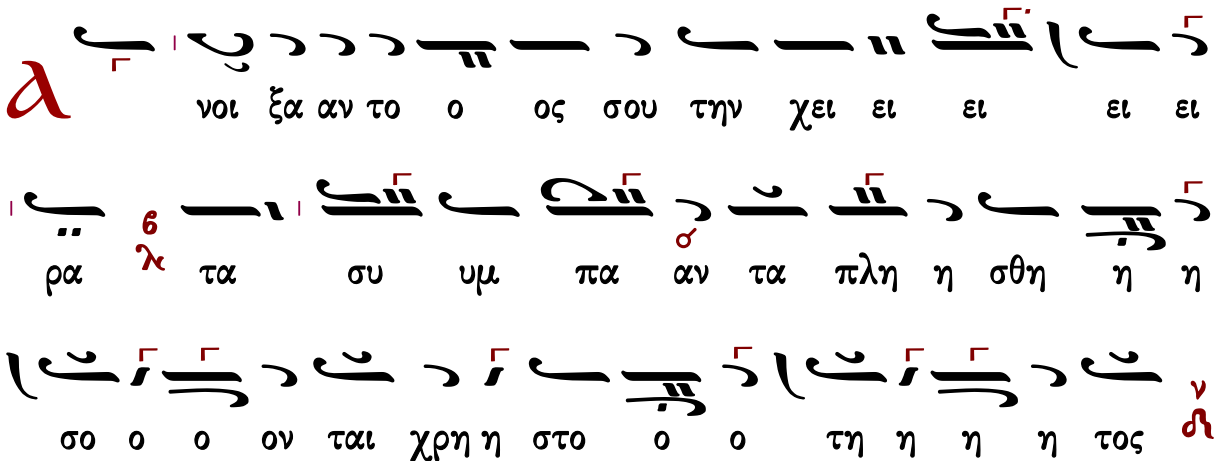 α νοι ξα αν το ο ος σου την χει ει ει ει ει
ρα β λ τα συ υμ πα αν τα πλη η σθη η η
σο ο ο ον ται χρη η στο ο ο τη η η η τος ν